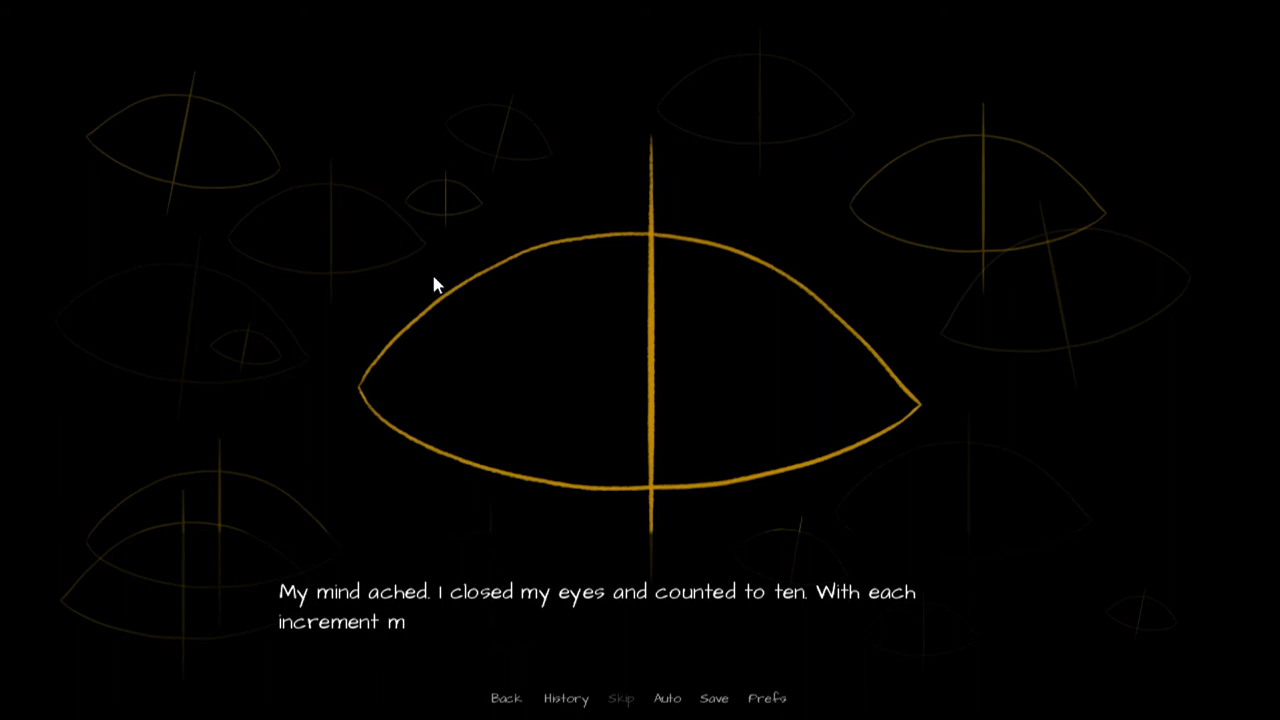 My mind ached. I closed my eyes and counted to ten. With each
increment m
Back History Skip Auto Save Prefs